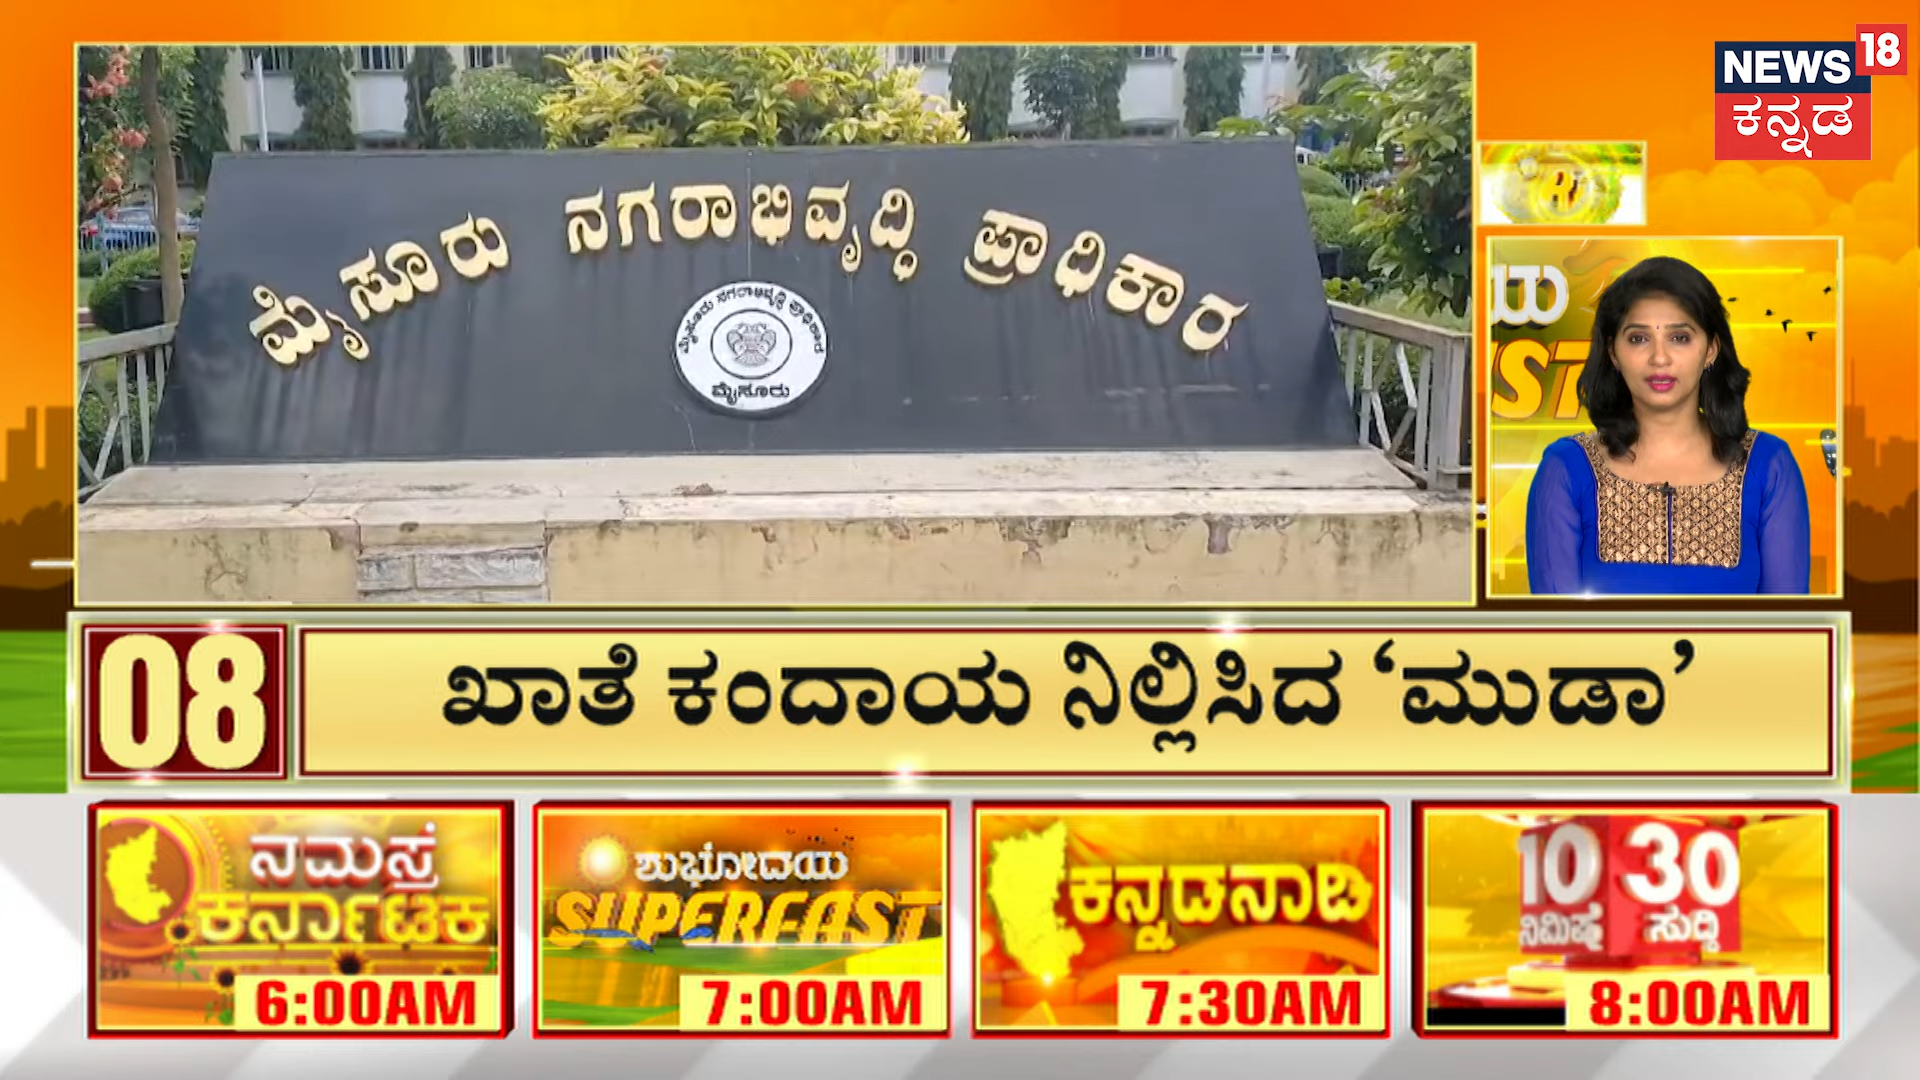 NEWS 18
ಕನ್ನಡ
ಮೈಸೂರು ನಗರಾಭಿವೃದ್ಧಿ ಪ್ರಾಧಿಕಾರ
ಮೈಸೂರು ನಗರಾಭಿವೃದ್ಧಿ ಪ್ರಾಧಿಕಾರ
ಮೈಸೂರು
08
ಖಾತೆ ಕಂದಾಯ ನಿಲ್ಲಿಸಿದ ‘ಮುಡಾ’
ನಮಸ್ತೆ
ಕರ್ನಾಟಕ
6:00AM
ಶುಭೋದಯ
SUPERFAST
7:00AM
ಕನ್ನಡನಾಡಿ
7:30AM
10 30
ನಿಮಿಷ ಸುದ್ದಿ
8:00AM